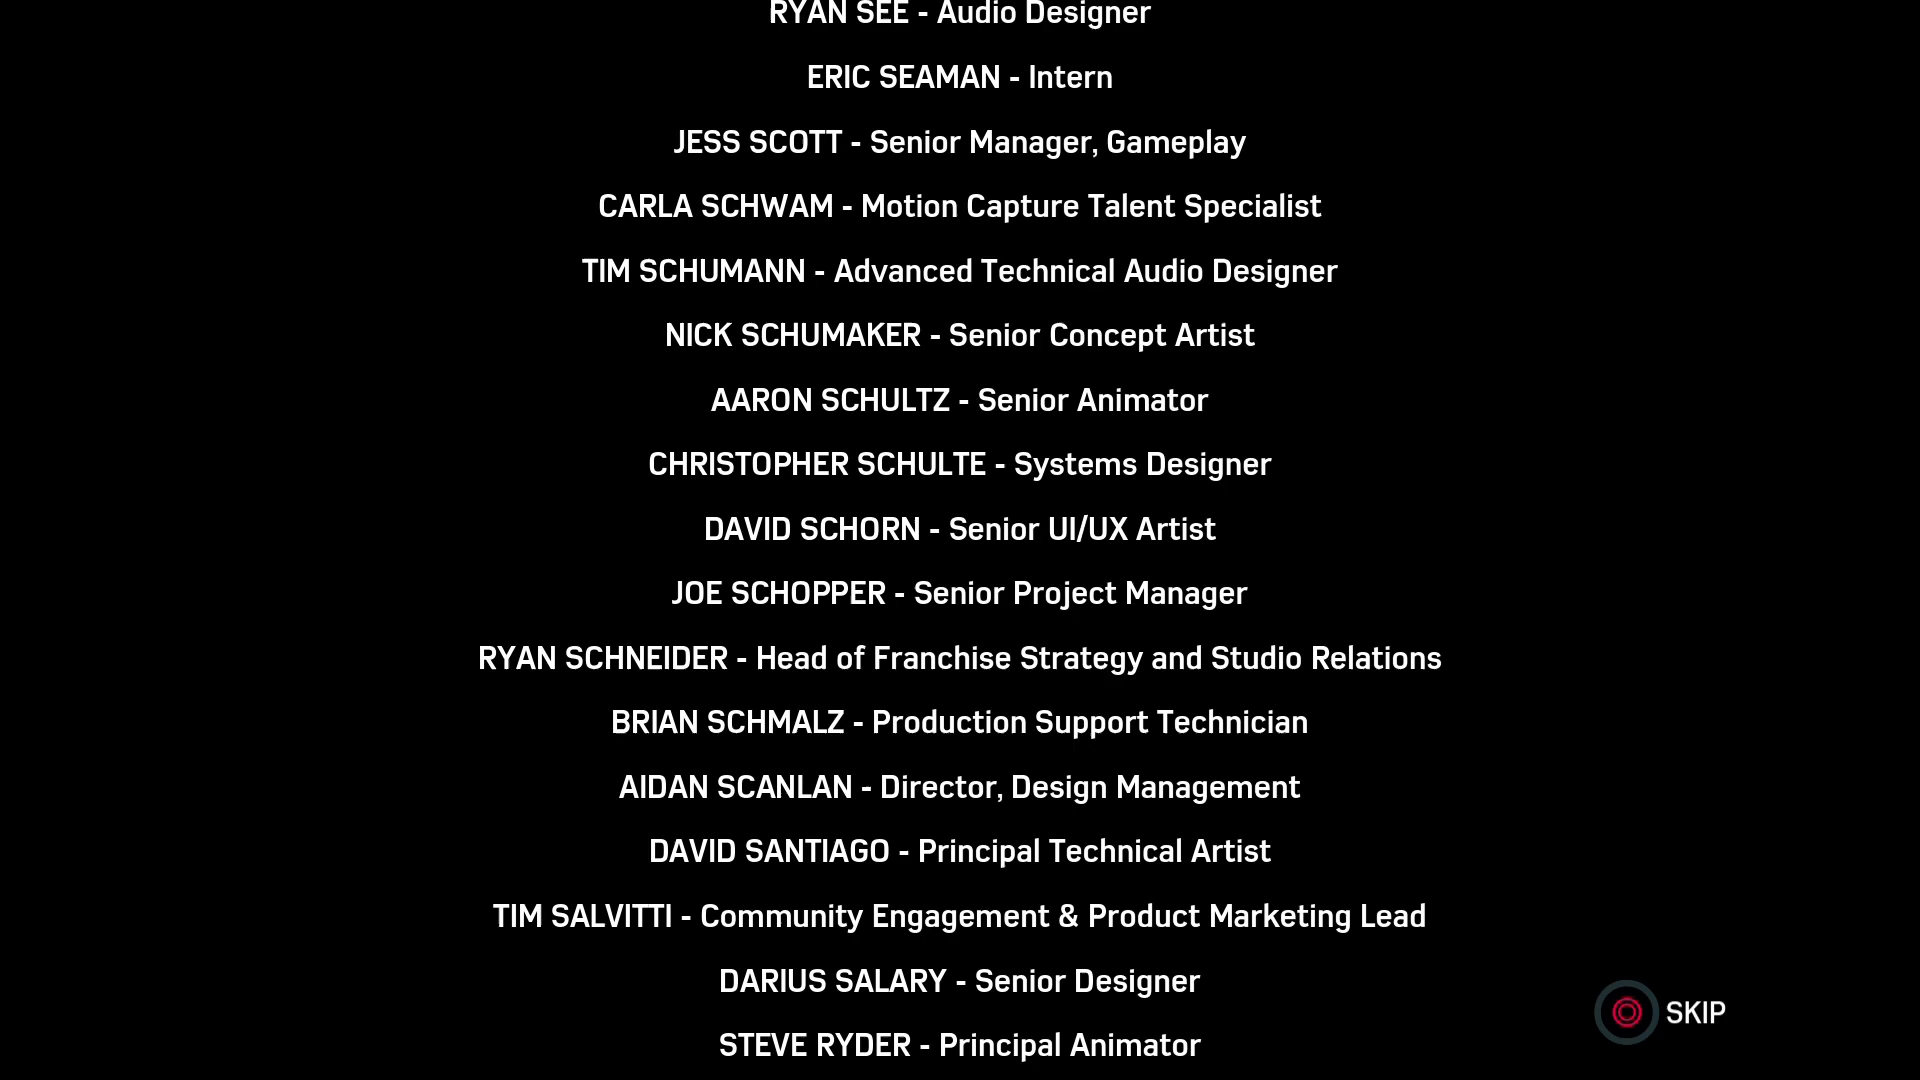 RYAN SEE - Audio Designer
ERIC SEAMAN - Intern
JESS SCOTT - Senior Manager, Gameplay
CARLA SCHWAM - Motion Capture Talent Specialist
TIM SCHUMANN - Advanced Technical Audio Designer
NICK SCHUMAKER - Senior Concept Artist
AARON SCHULTZ - Senior Animator
CHRISTOPHER SCHULTE - Systems Designer
DAVID SCHORN - Senior UI/UX Artist
JOE SCHOPPER - Senior Project Manager
RYAN SCHNEIDER - Head of Franchise Strategy and Studio Relations
BRIAN SCHMALZ - Production Support Technician
AIDAN SCANLAN - Director, Design Management
DAVID SANTIAGO - Principal Technical Artist
TIM SALVITTI - Community Engagement & Product Marketing Lead
DARIUS SALARY - Senior Designer
SKIP
STEVE RYDER - Principal Animator